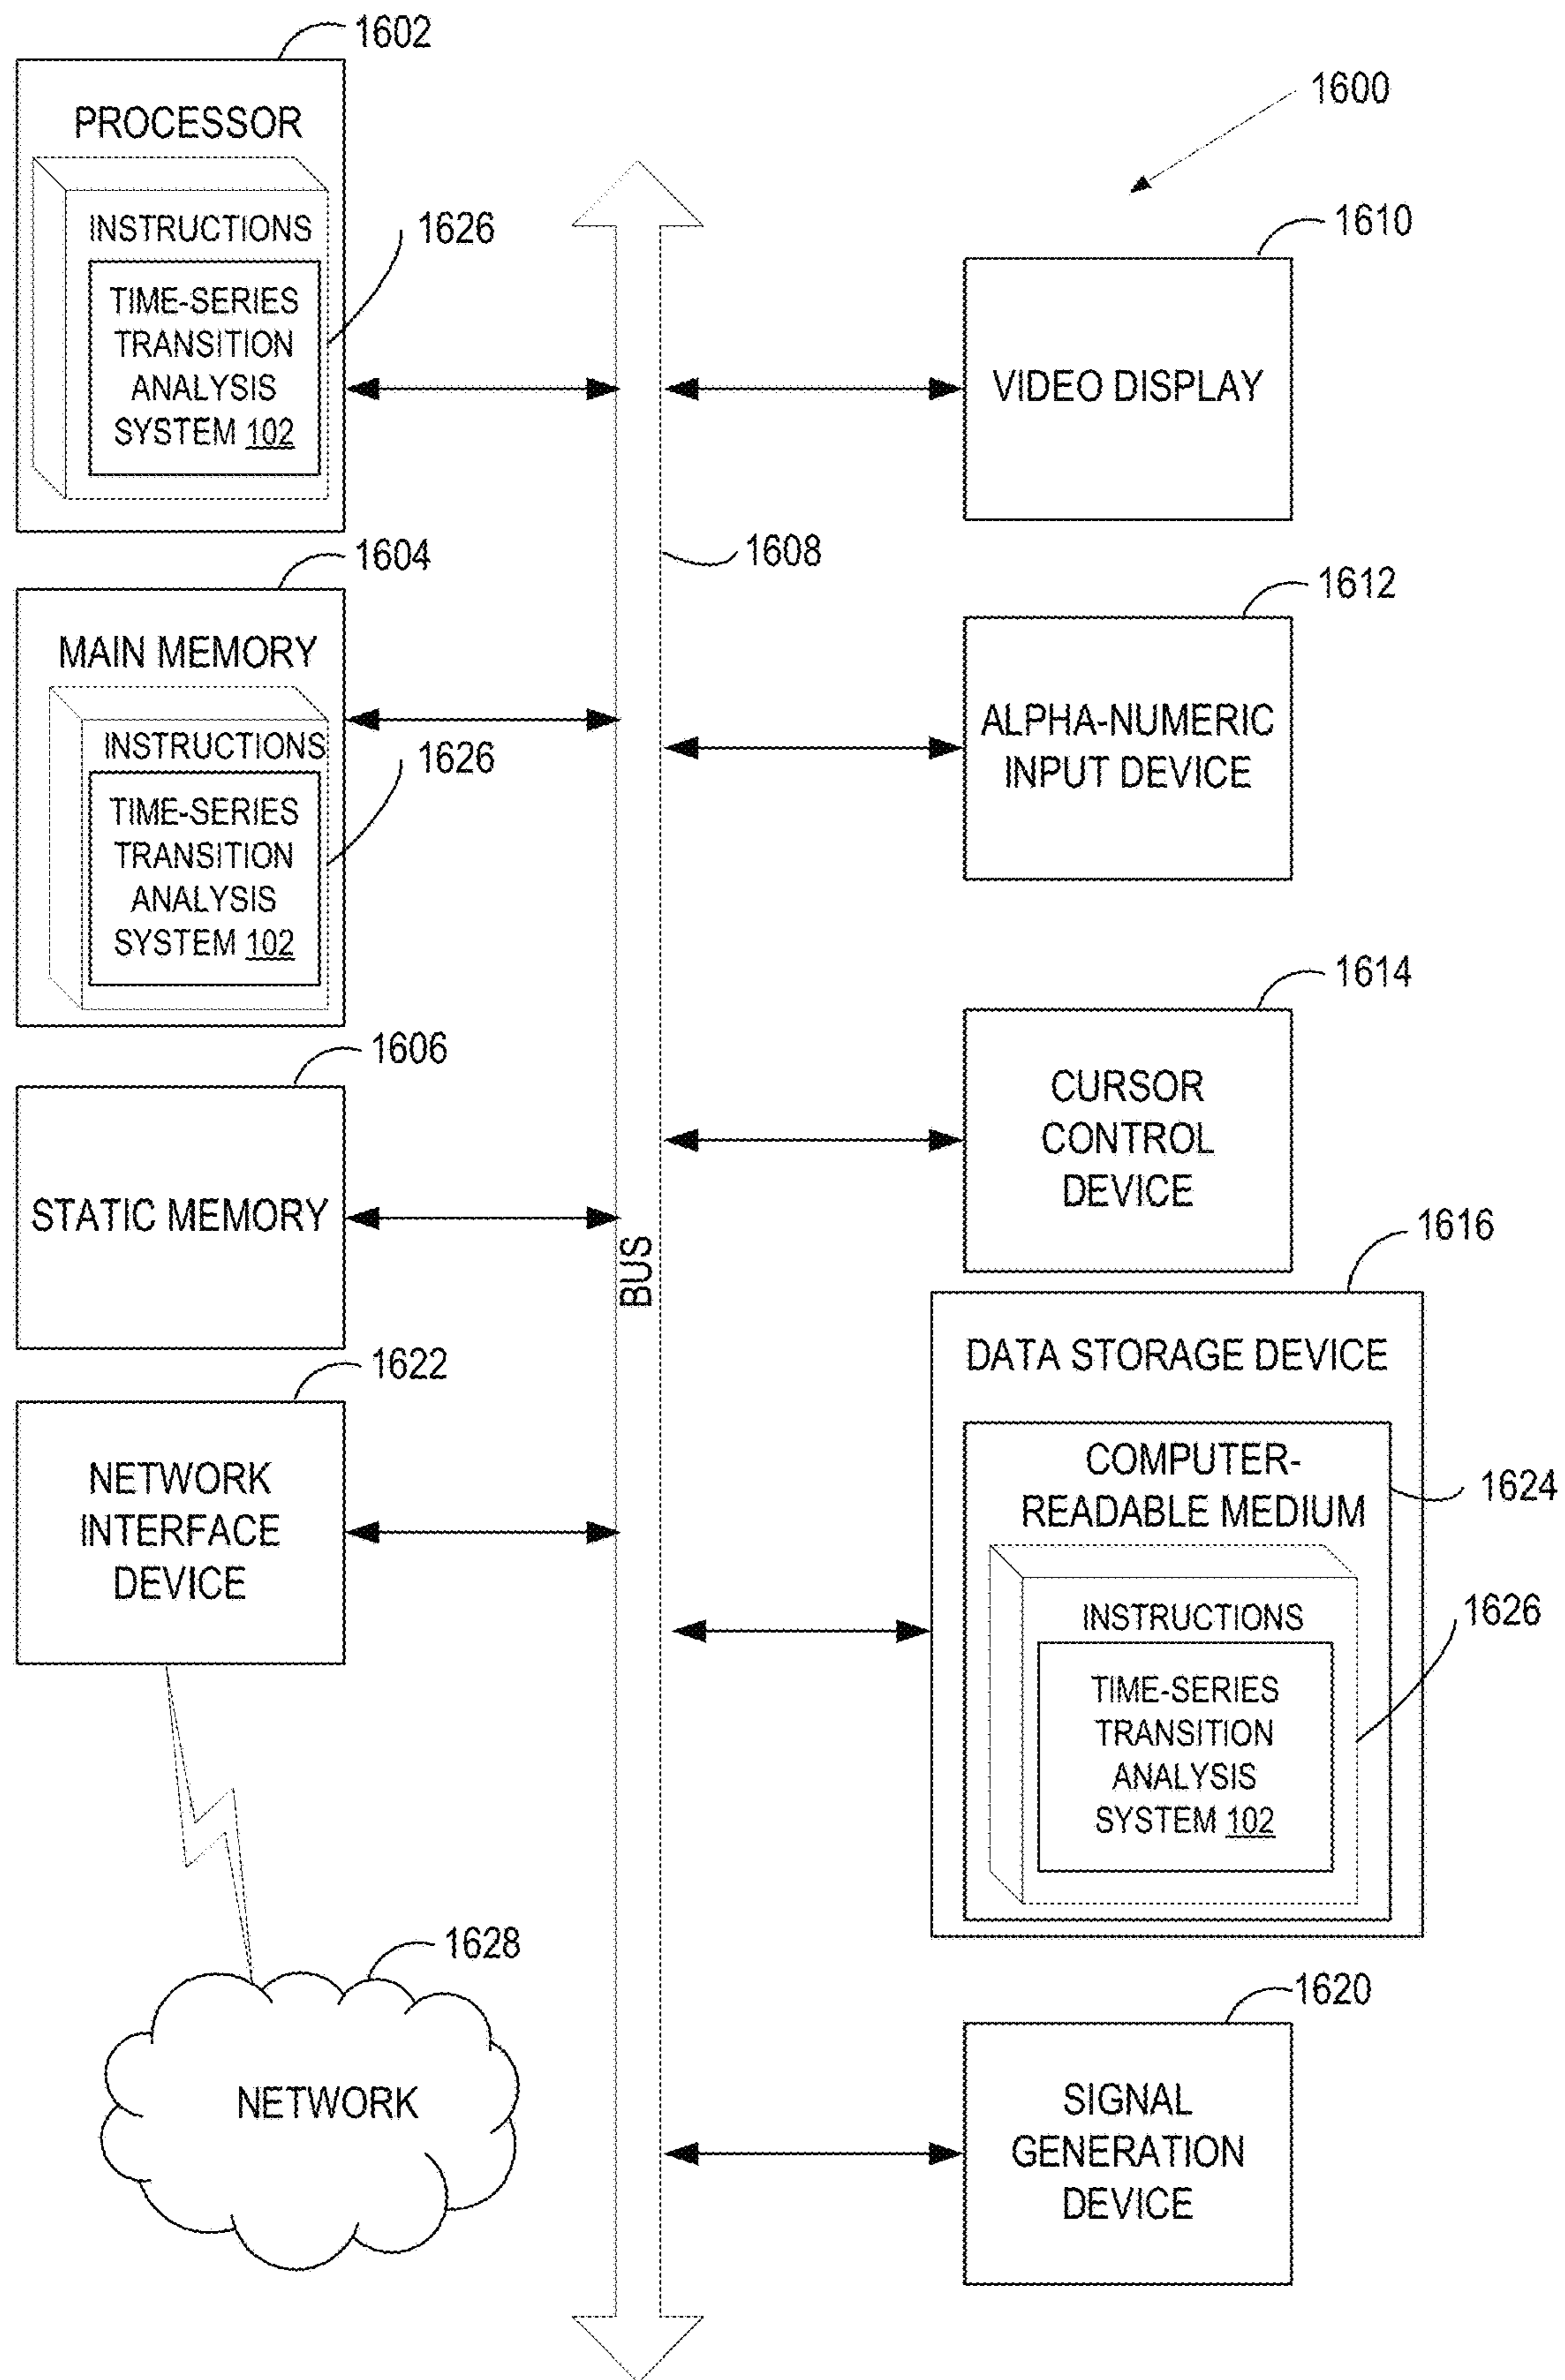 1602
PROCESSOR
INSTRUCTIONS
1626
TIME-SERIES
TRANSITION
ANALYSIS
SYSTEM 102
1604
MAIN MEMORY
INSTRUCTIONS
1626
TIME-SERIES
TRANSITION
ANALYSIS
SYSTEM 102
1606
STATIC MEMORY
1622
NETWORK
INTERFACE
DEVICE
1628
NETWORK
BUS
1608
1600
1610
VIDEO DISPLAY
1612
ALPHA-NUMERIC
INPUT DEVICE
1614
CURSOR
CONTROL
DEVICE
1616
DATA STORAGE DEVICE
COMPUTER-
READABLE MEDIUM
1624
INSTRUCTIONS
1626
TIME-SERIES
TRANSITION
ANALYSIS
SYSTEM 102
1620
SIGNAL
GENERATION
DEVICE